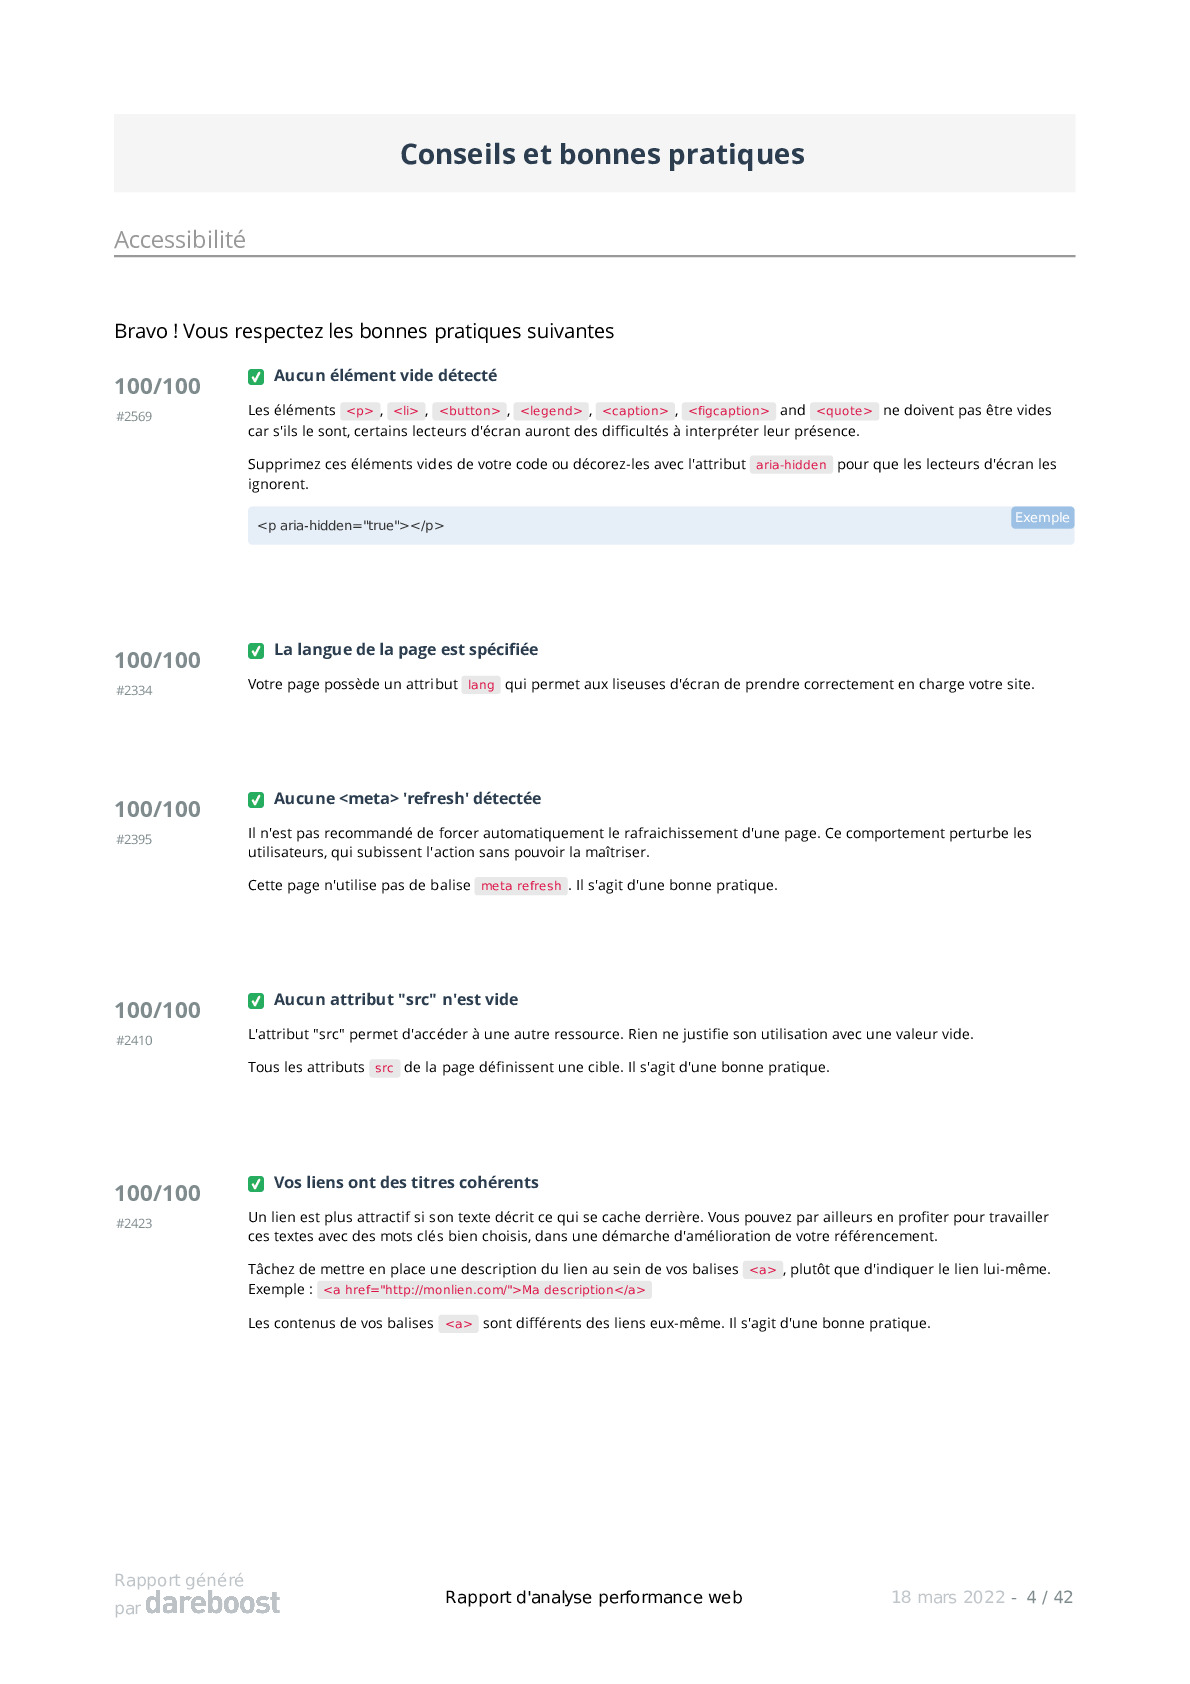 Conseils et bonnes pratiques
Accessibilité
Bravo ! Vous respectez les bonnes pratiques suivantes
100/100
#2569
Aucun élément vide détecté
Les éléments <p> , <li> , <button> , <legend> , <caption> , <figcaption> and <quote> ne doivent pas être vides
car s'ils le sont, certains lecteurs d'écran auront des difficultés à interpréter leur présence.
Supprimez ces éléments vides de votre code ou décorez-les avec l'attribut aria-hidden pour que les lecteurs d'écran les
ignorent.
Exemple
<p aria-hidden="true"></p>
100/100
#2334
La langue de la page est spécifiée
Votre page possède un attribut lang qui permet aux liseuses d'écran de prendre correctement en charge votre site.
100/100
#2395
Aucune <meta> 'refresh' détectée
Il n'est pas recommandé de forcer automatiquement le rafraichissement d'une page. Ce comportement perturbe les
utilisateurs, qui subissent l'action sans pouvoir la maîtriser.
Cette page n'utilise pas de balise meta refresh . Il s'agit d'une bonne pratique.
100/100
#2410
Aucun attribut "src" n'est vide
L'attribut "src" permet d'accéder à une autre ressource. Rien ne justifie son utilisation avec une valeur vide.
Tous les attributs src de la page définissent une cible. Il s'agit d'une bonne pratique.
100/100
#2423
Vos liens ont des titres cohérents
Un lien est plus attractif si son texte décrit ce qui se cache derrière. Vous pouvez par ailleurs en profiter pour travailler
ces textes avec des mots clés bien choisis, dans une démarche d'amélioration de votre référencement.
Tâchez de mettre en place une description du lien au sein de vos balises <a> , plutôt que d'indiquer le lien lui-même.
Exemple : <a href="http://monlien.com/">Ma description</a>
Les contenus de vos balises <a> sont différents des liens eux-même. Il s'agit d'une bonne pratique.
Rapport généré
par dareboost
Rapport d'analyse performance web
18 mars 2022 - 4 / 42